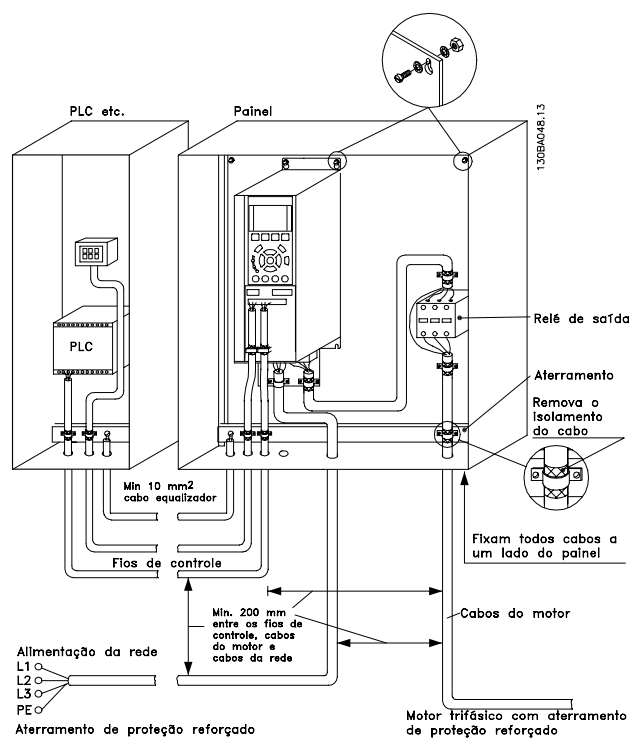 PLC etc.
Painel
130BA048.13
PLC
Relé de saída
Aterramento
Remova o
isolamento
do cabo
Min 10 mm2
cabo equalizador
Fixam todos cabos a
um lado do painel
Fios de controle
Min. 200 mm
entre os fios de
controle, cabos
do motor e
cabos da rede
Cabos do motor
Alimentação da rede
L1
L2
L3
PE
Aterramento de proteção reforçado
Motor trifásico com aterramento
de proteção reforçado